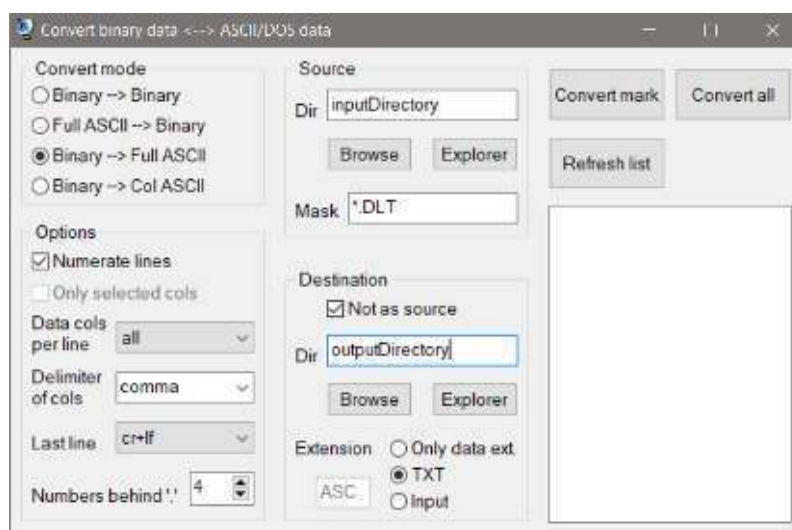 Convert binary data <--> ASCII/DOS data
Convert mode
Binary --> Binary
Full ASCII --> Binary
Binary --> Full ASCII
Binary --> Col ASCII
Options
Numerate lines
Only selected cols
Data cols
per line
all
Delimiter
of cols
comma
Last line
cr+lf
Numbers behind '.'
4
Source
Dir
inputDirectory
Browse
Explorer
Mask
*.DLT
Destination
Not as source
Dir
outputDirectory
Browse
Explorer
Extension
ASC
Only data ext.
TXT
Input
Convert mark
Convert all
Refresh list